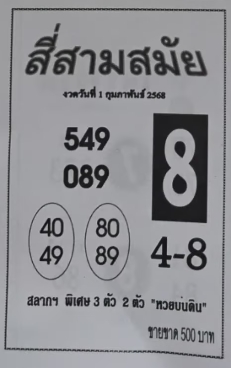 สี่สามสมัย
งวดวันที่ 1 กุมภาพันธ์ 2568
549
089
8
40
49
80
89
4-8
สลากฯ พิเศษ 3 ตัว 2 ตัว "หวยบนดิน"
ขายขาด 500 บาท